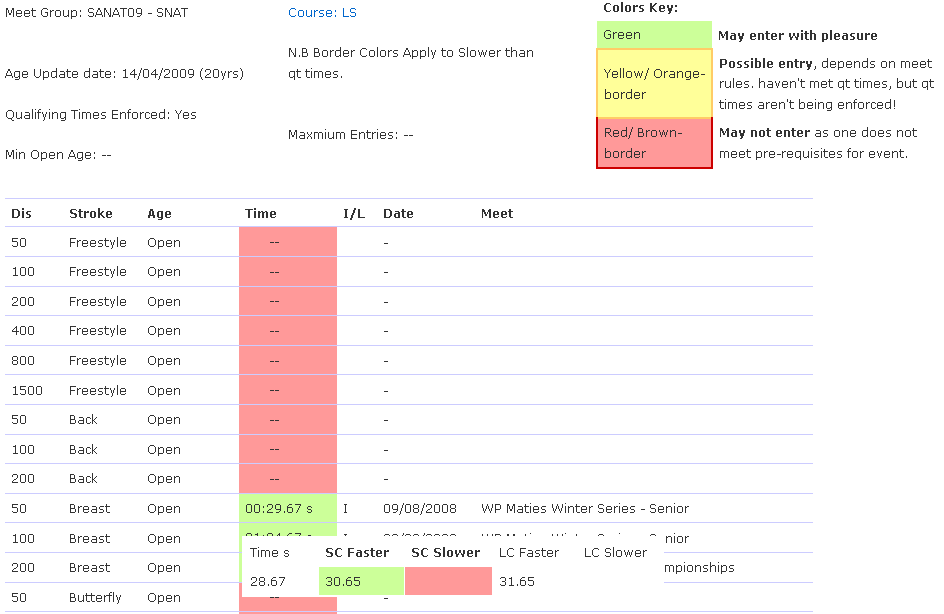 Meet Group: SANAT09 - SNAT
Course: LS
Colors Key:
Green
May enter with pleasure
N.B Border Colors Apply to Slower than
qt times.
Age Update date: 14/04/2009 (20yrs)
Yellow/ Orange-
border
Possible entry, depends on meet
rules. haven't met qt times, but qt
times aren't being enforced!
Qualifying Times Enforced: Yes
Maxmium Entries: --
Red/ Brown-
border
May not enter as one does not
meet pre-requisites for event.
Min Open Age: --
Dis Stroke Age Time I/L Date Meet
50 Freestyle Open -- -
100 Freestyle Open -- -
200 Freestyle Open -- -
400 Freestyle Open -- -
800 Freestyle Open -- -
1500 Freestyle Open -- -
50 Back Open -- -
100 Back Open -- -
200 Back Open -- -
50 Breast Open 00:29.67 s I 09/08/2008 WP Maties Winter Series - Senior
100 Breast Open
Time s SC Faster SC Slower LC Faster LC Slower
200 Breast Open
28.67 30.65 31.65
50 Butterfly Open -